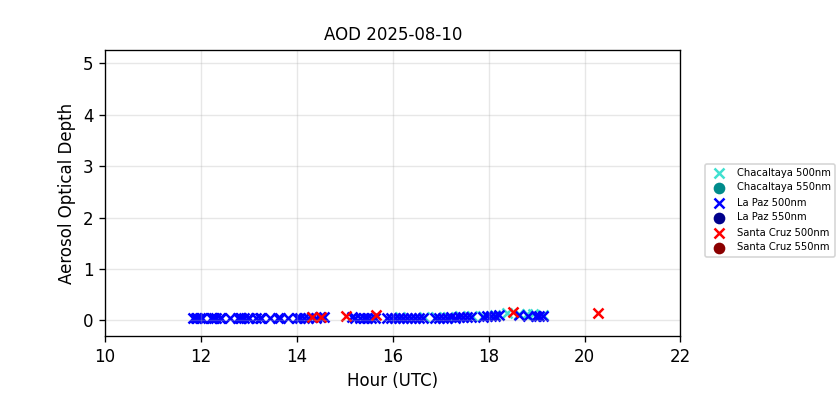 AOD 2025-08-10
Aerosol Optical Depth
5
4
3
2
1
0
10 12 14 16 18 20 22
Hour (UTC)
Chacaltaya 500nm
Chacaltaya 550nm
La Paz 500nm
La Paz 550nm
Santa Cruz 500nm
Santa Cruz 550nm